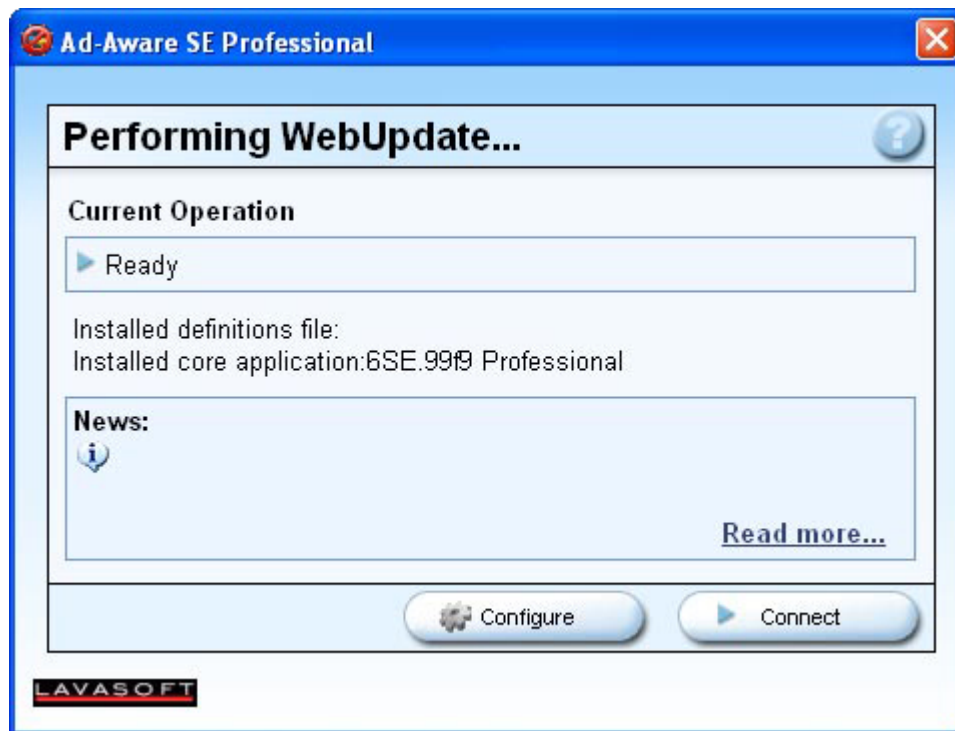 Ad-Aware SE Professional
Performing WebUpdate...
Current Operation
Ready
Installed definitions file:
Installed core application:6SE.99f9 Professional
News:
Read more...
Configure
Connect
LAVASOFT